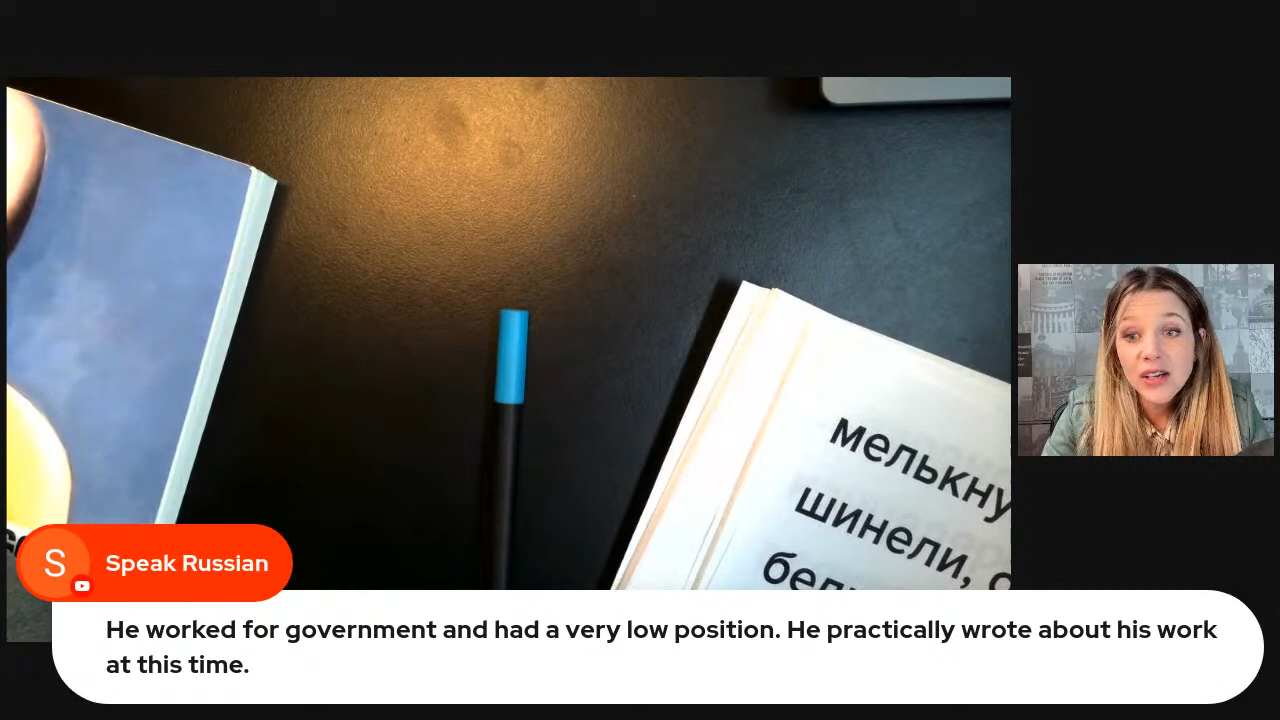 мелькну
шинели,
S
Speak Russian
He worked for government and had a very low position. He practically wrote about his work
at this time.